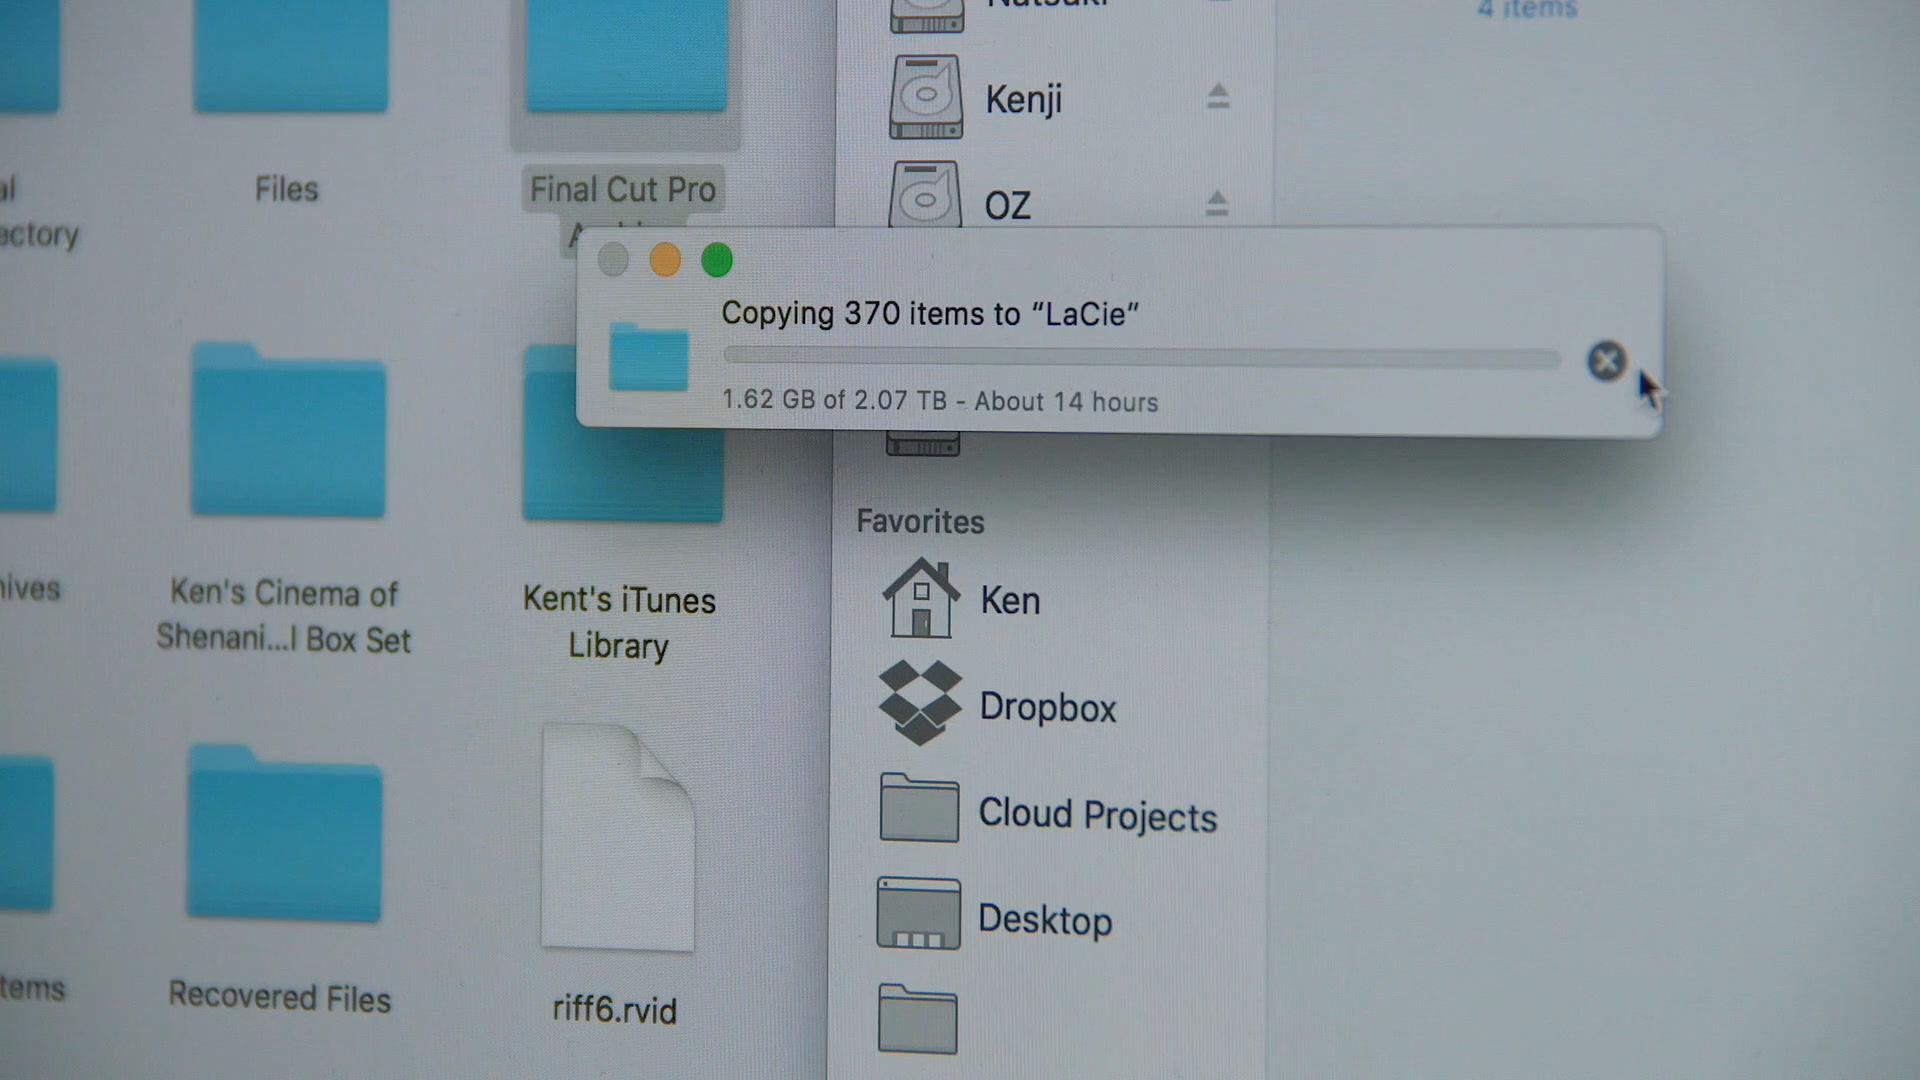 4 items
Kenji
OZ
Files
Final Cut Pro
ectory
Copying 370 items to “LaCie”
1.62 GB of 2.07 TB - About 14 hours
Favorites
Ken
Dropbox
Cloud Projects
Desktop
Ken's Cinema of
Shenani...l Box Set
Kent's iTunes
Library
Recovered Files
riff6.rvid